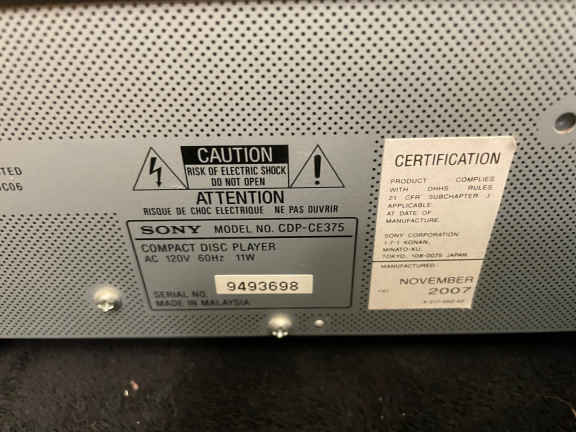 TED
C06
CAUTION
RISK OF ELECTRIC SHOCK
DO NOT OPEN
ATTENTION
RISQUE DE CHOC ELECTRIQUE NE PAS OUVRIR
SONY MODEL NO. CDP-CE375
COMPACT DISC PLAYER
AC 120V 60Hz 11W
SERIAL NO. 9493698
MADE IN MALAYSIA
CERTIFICATION
PRODUCT COMPLIES
WITH DHHS RULES
21 CFR SUBCHAPTER J
APPLICABLE
AT DATE OF
MANUFACTURE.
SONY CORPORATION
1-7-1 KONAN,
MINATO-KU,
TOKYO, 108-0075 JAPAN
MANUFACTURED:
NOVEMBER
2007